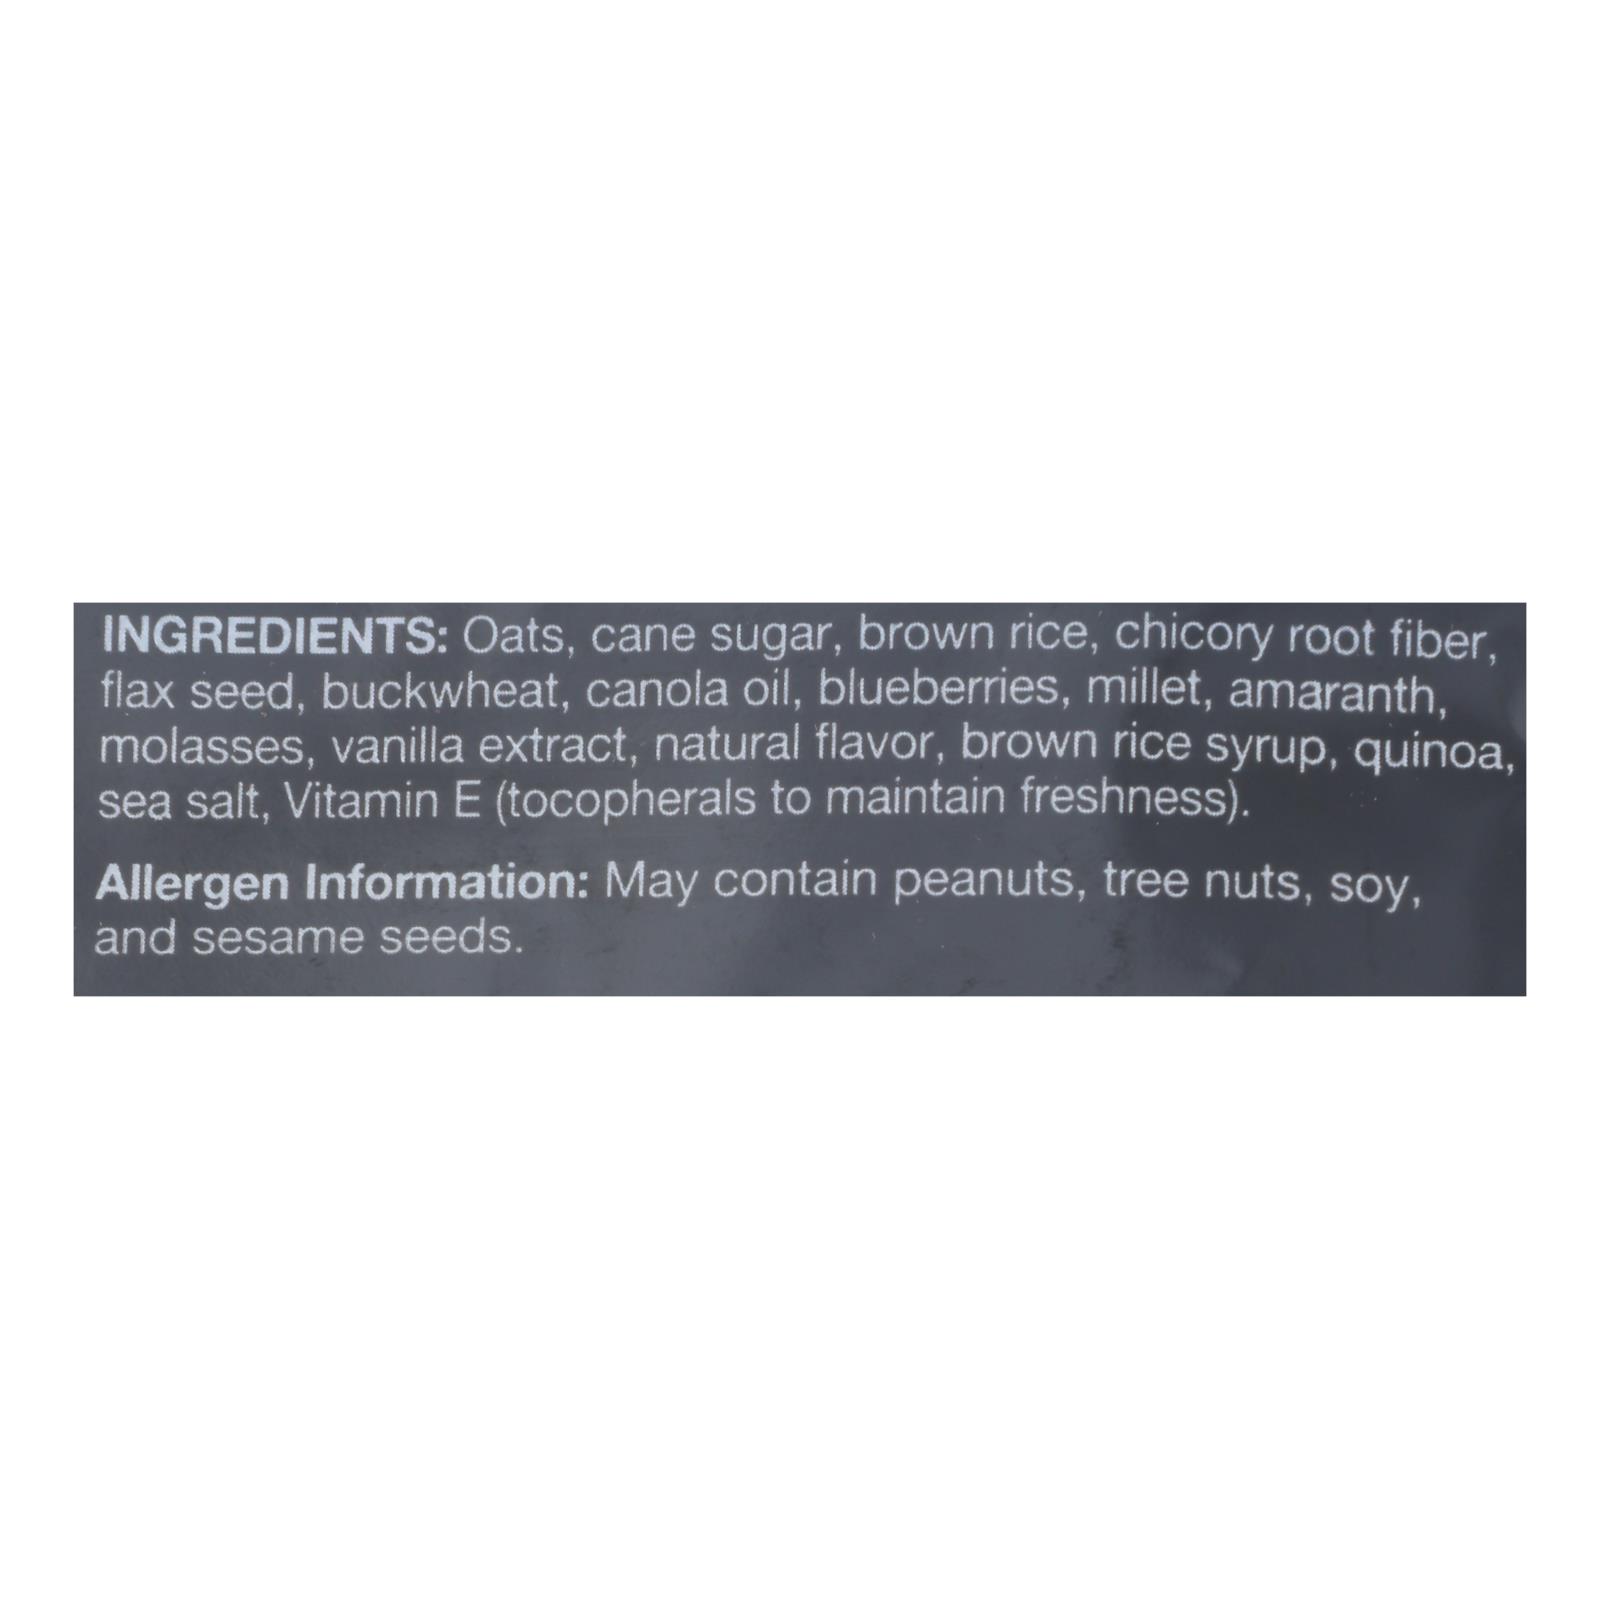 INGREDIENTS: Oats, cane sugar, brown rice, chicory root fiber,
flax seed, buckwheat, canola oil, blueberries, millet, amaranth,
molasses, vanilla extract, natural flavor, brown rice syrup, quinoa,
sea salt, Vitamin E (tocopherals to maintain freshness).
Allergen Information: May contain peanuts, tree nuts, soy,
and sesame seeds.